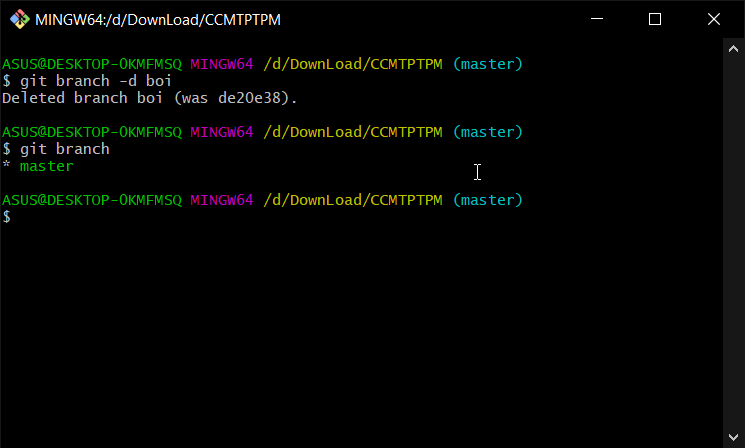 MINGW64:/d/DownLoad/CCMTPTPM
ASUS@DESKTOP-0KMFMSQ MINGW64 /d/DownLoad/CCMTPTPM (master)
$ git branch -d boi
Deleted branch boi (was de20e38).
ASUS@DESKTOP-0KMFMSQ MINGW64 /d/DownLoad/CCMTPTPM (master)
$ git branch
* master
ASUS@DESKTOP-0KMFMSQ MINGW64 /d/DownLoad/CCMTPTPM (master)
$